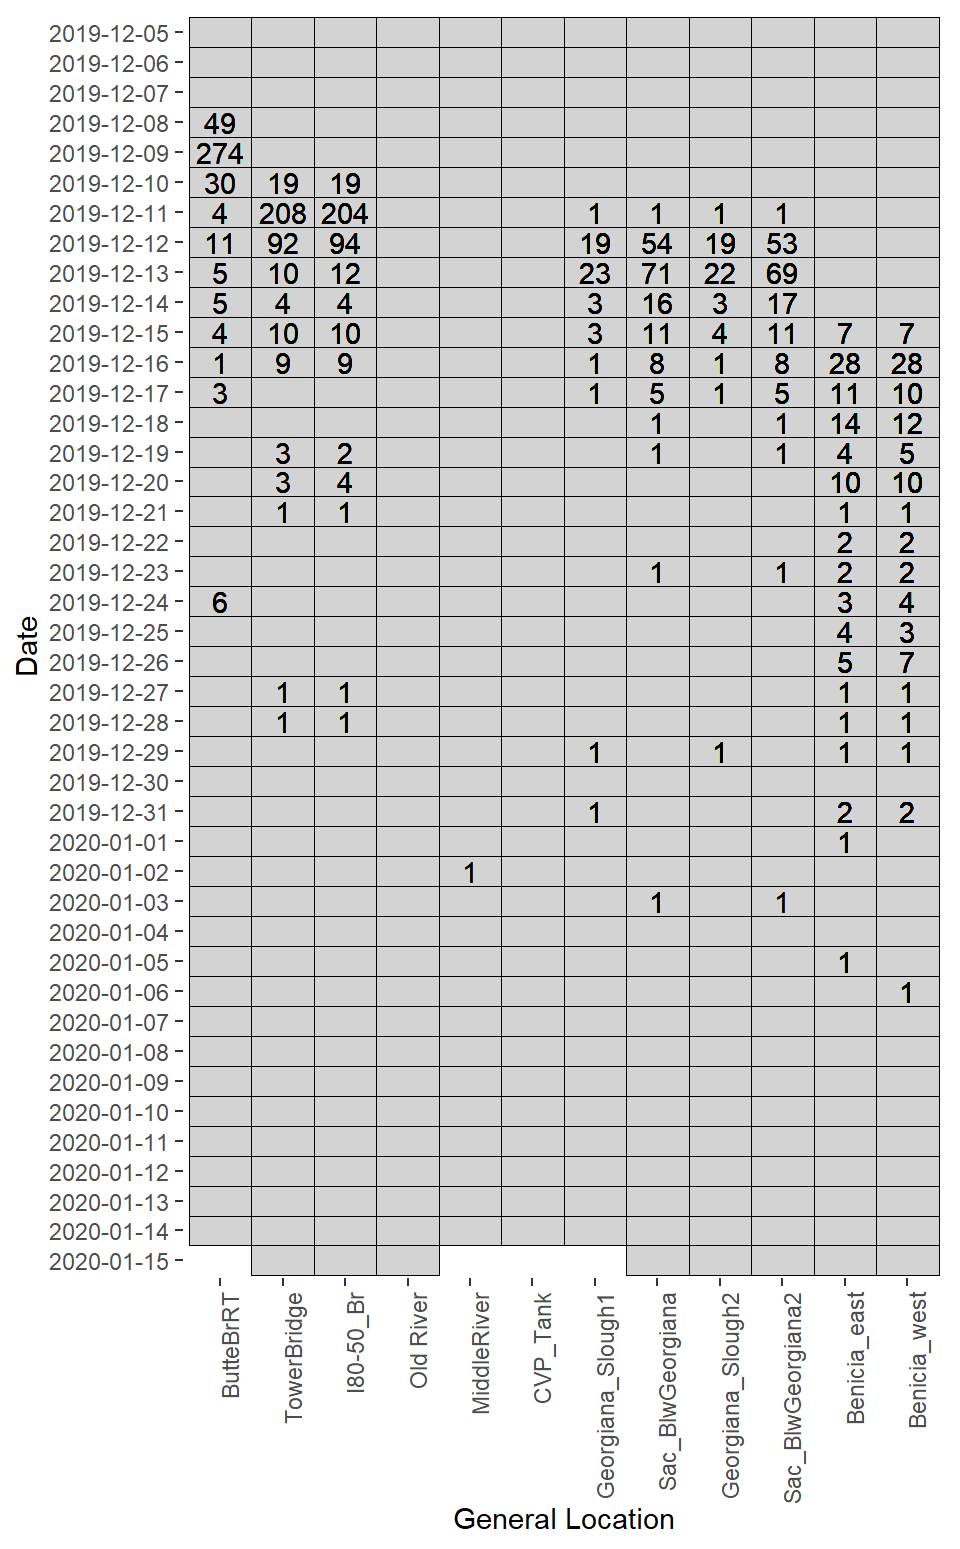 2019-12-05
2019-12-06
2019-12-07
2019-12-08 49
2019-12-09 274
2019-12-10 30 19 19
2019-12-11 4 208 204 1 1 1 1
2019-12-12 11 92 94 19 54 19 53
2019-12-13 5 10 12 23 71 22 69
2019-12-14 5 4 4 3 16 3 17
2019-12-15 4 10 10 3 11 4 11 7 7
2019-12-16 1 9 9 1 8 1 8 28 28
2019-12-17 3 1 5 1 5 11 10
2019-12-18 1 1 14 12
2019-12-19 3 2 1 1 4 5
2019-12-20 3 4 10 10
2019-12-21 1 1 1 1
2019-12-22 2 2
2019-12-23 1 1 2 2
2019-12-24 6 3 4
2019-12-25 4 3
2019-12-26 5 7
2019-12-27 1 1 1 1
2019-12-28 1 1 1 1
2019-12-29 1 1 1 1
2019-12-30
2019-12-31 1 2 2
2020-01-01 1
2020-01-02 1
2020-01-03 1 1
2020-01-04
2020-01-05 1
2020-01-06 1
2020-01-07
2020-01-08
2020-01-09
2020-01-10
2020-01-11
2020-01-12
2020-01-13
2020-01-14
2020-01-15
Date
ButteBrRT
TowerBridge
I80-50_Br
Old River
MiddleRiver
CVP_Tank
Georgiana_Slough1
Sac_BlwGeorgiana
Georgiana_Slough2
Sac_BlwGeorgiana2
Benicia_east
Benicia_west
General Location